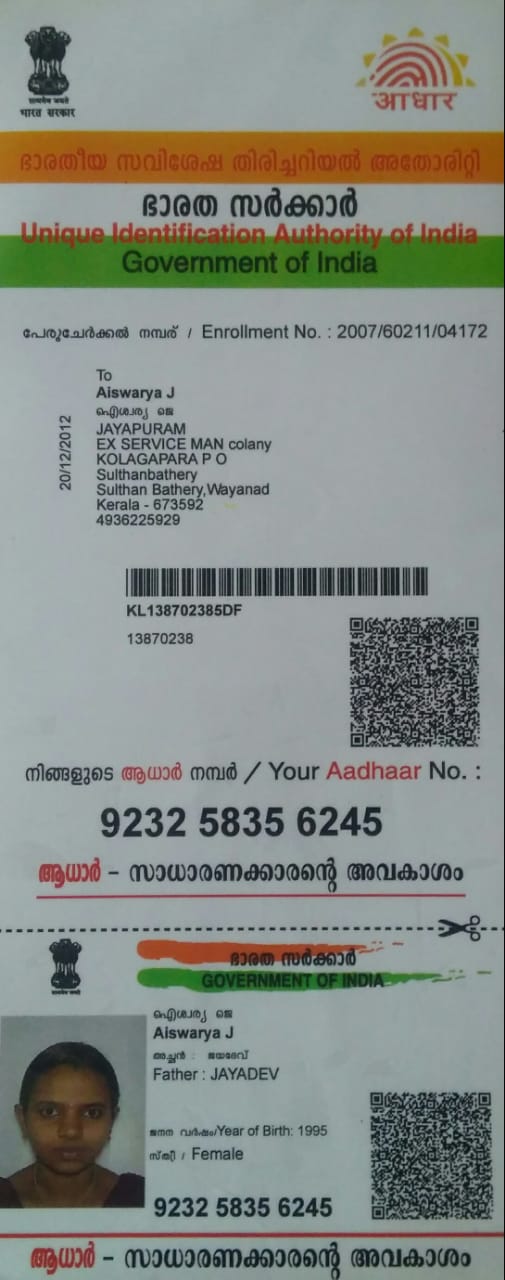 सत्यमेव जयते
भारत सरकार
आधार
ഭാരതീയ സവിശേഷ തിരിച്ചറിയൽ അതോറിറ്റി
ഭാരത സർക്കാർ
Unique Identification Authority of India
Government of India
പേരുചേർക്കൽ നമ്പര് / Enrollment No. : 2007/60211/04172
20/12/2012
To
Aiswarya J
ഐശ്വര്യ ജെ
JAYAPURAM
EX SERVICE MAN colany
KOLAGAPARA P O
Sulthanbathery
Sulthan Bathery,Wayanad
Kerala - 673592
4936225929
KL138702385DF
13870238
നിങ്ങളുടെ ആധാർ നമ്പർ / Your Aadhaar No. :
9232 5835 6245
ആധാർ – സാധാരണക്കാരന്റെ അവകാശം
ഭാരത സർക്കാർ
GOVERNMENT OF INDIA
सत्यमेव जयते
ഐശ്വര്യ ജെ
Aiswarya J
അച്ഛൻ : ജയദേവ്
Father : JAYADEV
ജനന വർഷം/Year of Birth: 1995
സ്ത്രീ / Female
9232 5835 6245
ആധാർ – സാധാരണക്കാരന്റെ അവകാശം